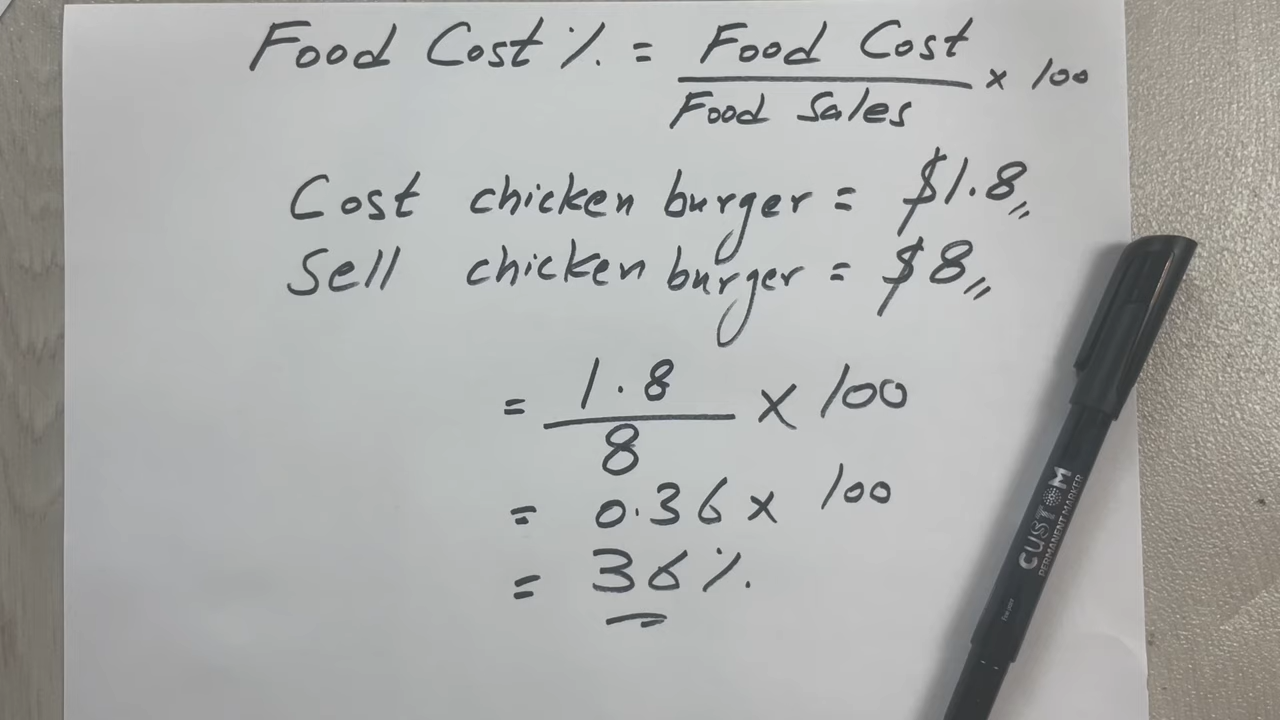 Food Cost % = Food Cost / Food Sales x 100
Cost chicken burger = $1.8,,
Sell chicken burger = $8,,
= 1.8 / 8 x 100
= 0.36 x 100
= 36%
CUSTOM
PERMANENT MARKER